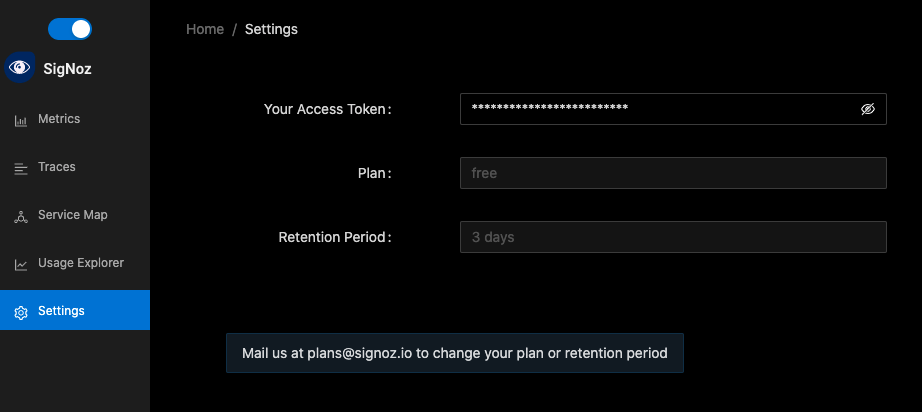 SigNoz
Metrics
Traces
Service Map
Usage Explorer
Settings
Home / Settings
Your Access Token:
*************************
Plan:
free
Retention Period:
3 days
Mail us at plans@signoz.io to change your plan or retention period